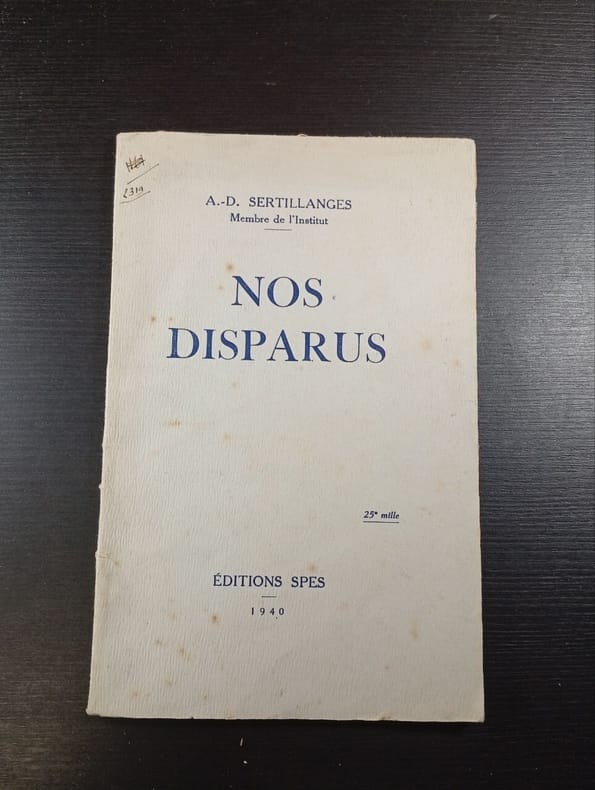 A.-D. SERTILLANGES
Membre de l'Institut
NOS
DISPARUS
25e mille
ÉDITIONS SPES
1940